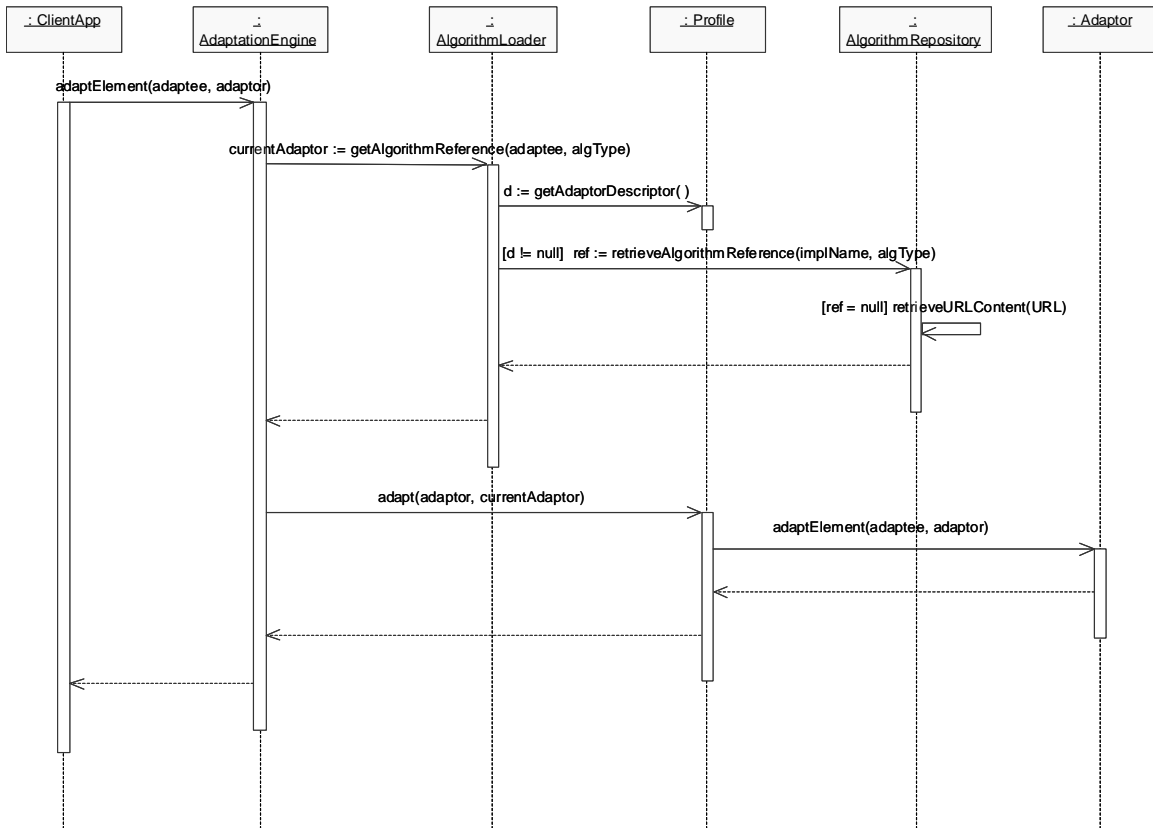 : ClientApp
:
AdaptationEngine
:
AlgorithmLoader
: Profile
:
AlgorithmRepository
: Adaptor
adaptElement(adaptee, adaptor)
currentAdaptor := getAlgorithmReference(adaptee, algType)
d := getAdaptorDescriptor( )
[d != null]  ref := retrieveAlgorithmReference(implName, algType)
[ref = null] retrieveURLContent(URL)
adapt(adaptor, currentAdaptor)
adaptElement(adaptee, adaptor)